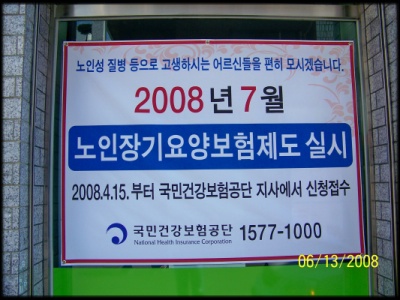 노인성 질병 등으로 고생하시는 어르신들을 편히 모시겠습니다.
2008년 7월
노인장기요양보험제도 실시
2008.4.15. 부터 국민건강보험공단 지사에서 신청접수
국민건강보험공단 1577-1000
National Health Insurance Corporation
06/13/2008